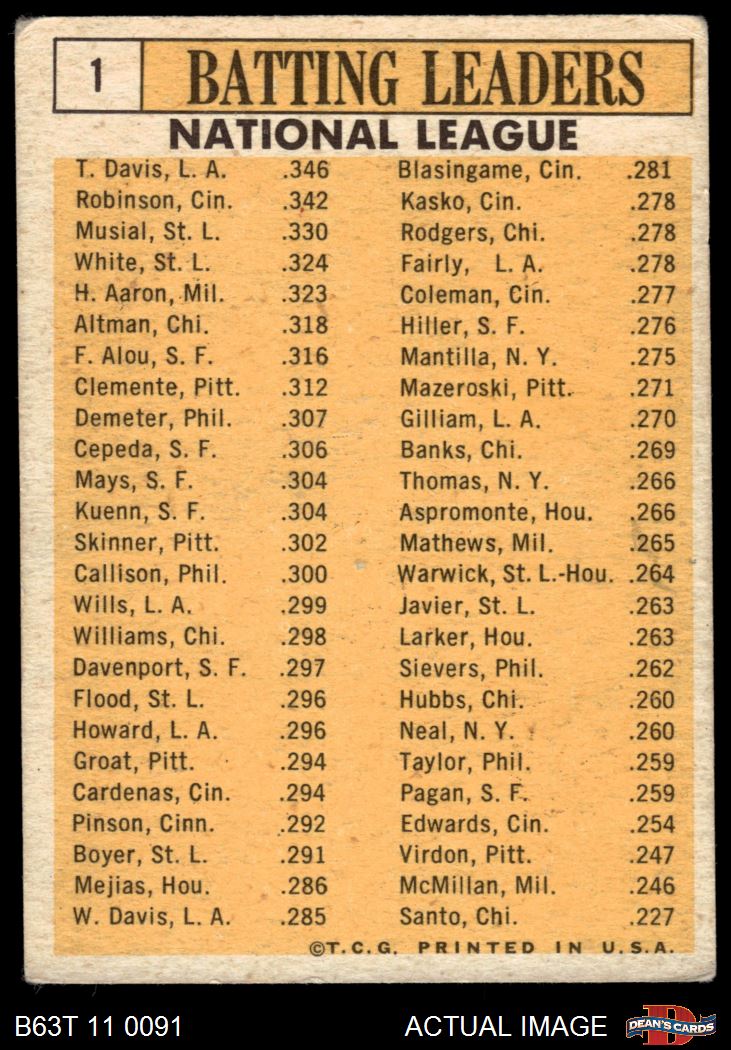 1 BATTING LEADERS
NATIONAL LEAGUE
T. Davis, L. A. .346
Robinson, Cin. .342
Musial, St. L. .330
White, St. L. .324
H. Aaron, Mil. .323
Altman, Chi. .318
F. Alou, S. F. .316
Clemente, Pitt. .312
Demeter, Phil. .307
Cepeda, S. F. .306
Mays, S. F. .304
Kuenn, S. F. .304
Skinner, Pitt. .302
Callison, Phil. .300
Wills, L. A. .299
Williams, Chi. .298
Davenport, S. F. .297
Flood, St. L. .296
Howard, L. A. .296
Groat, Pitt. .294
Cardenas, Cin. .294
Pinson, Cinn. .292
Boyer, St. L. .291
Mejias, Hou. .286
W. Davis, L. A. .285
Blasingame, Cin. .281
Kasko, Cin. .278
Rodgers, Chi. .278
Fairly, L. A. .278
Coleman, Cin. .277
Hiller, S. F. .276
Mantilla, N. Y. .275
Mazeroski, Pitt. .271
Gilliam, L. A. .270
Banks, Chi. .269
Thomas, N. Y. .266
Aspromonte, Hou. .266
Mathews, Mil. .265
Warwick, St. L.-Hou. .264
Javier, St. L. .263
Larker, Hou. .263
Sievers, Phil. .262
Hubbs, Chi. .260
Neal, N. Y. .260
Taylor, Phil. .259
Pagan, S. F. .259
Edwards, Cin. .254
Virdon, Pitt. .247
McMillan, Mil. .246
Santo, Chi. .227
©T.C.G. PRINTED IN U.S.A.
B63T 11 0091 ACTUAL IMAGE
D
DEAN'S CARDS